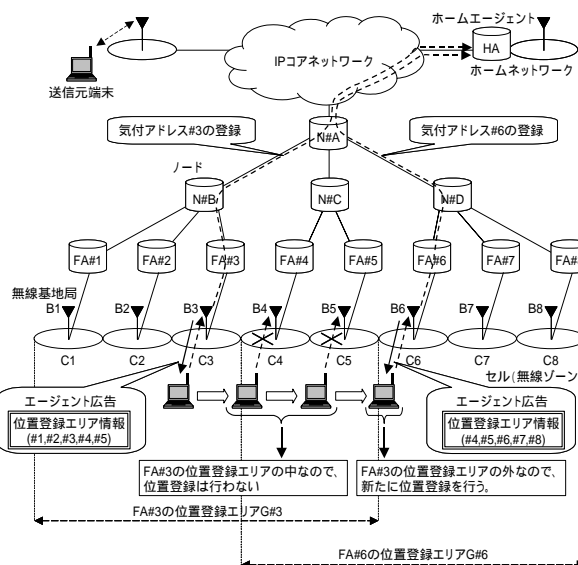 ホームエージェント
IPコアネットワーク
HA
送信元端末
ホームネットワーク
気付アドレス#3の登録
N#A
気付アドレス#6の登録
ノード
N#B
N#C
N#D
FA#1
FA#2
FA#3
FA#4
FA#5
FA#6
FA#7
無線基地局
B1
B2
B3
B4
B5
B6
B7
B8
C1
C2
C3
C4
C5
C6
C7
C8
セル(無線ゾーン
エージェント広告
位置登録エリア情報
(#1,#2,#3,#4,#5)
エージェント広告
位置登録エリア情報
(#4,#5,#6,#7,#8)
FA#3の位置登録エリアの中なので、
位置登録は行わない
FA#3の位置登録エリアの外なので、
新たに位置登録を行う。
FA#3の位置登録エリアG#3
FA#6の位置登録エリアG#6